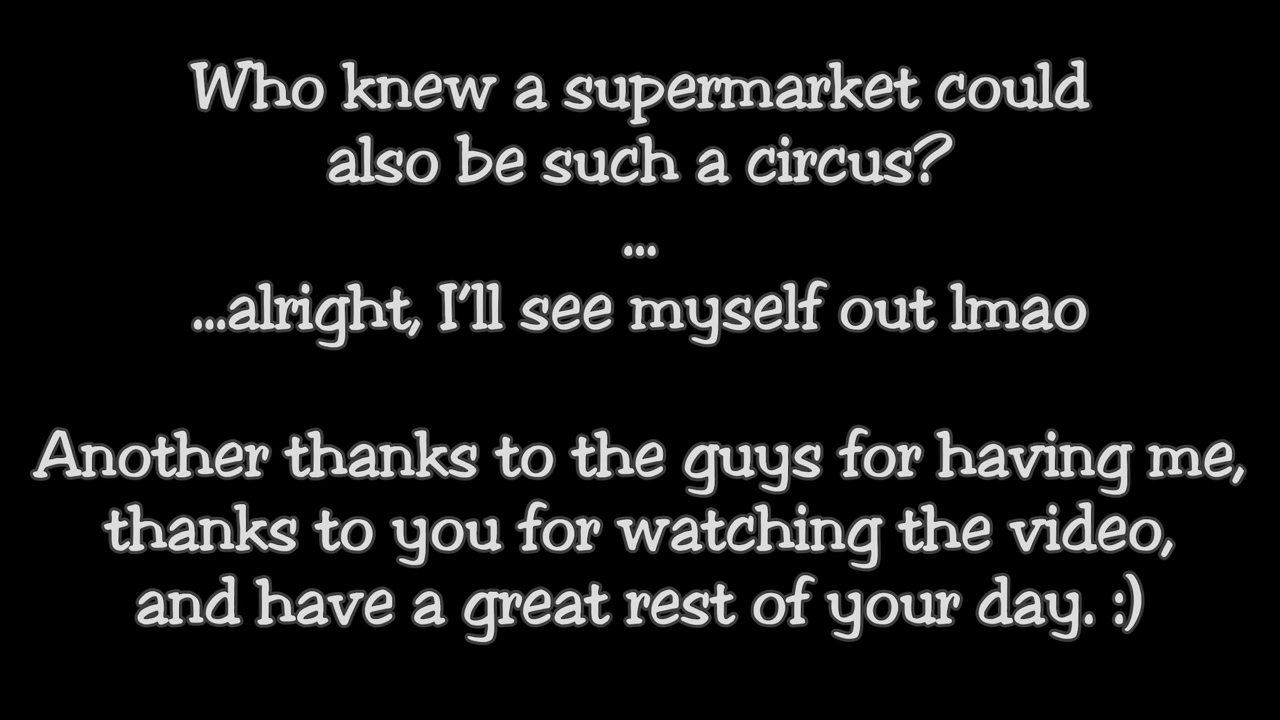 Who knew a supermarket could
also be such a circus?
...
...alright, I'll see myself out lmao
Another thanks to the guys for having me,
thanks to you for watching the video,
and have a great rest of your day. :)